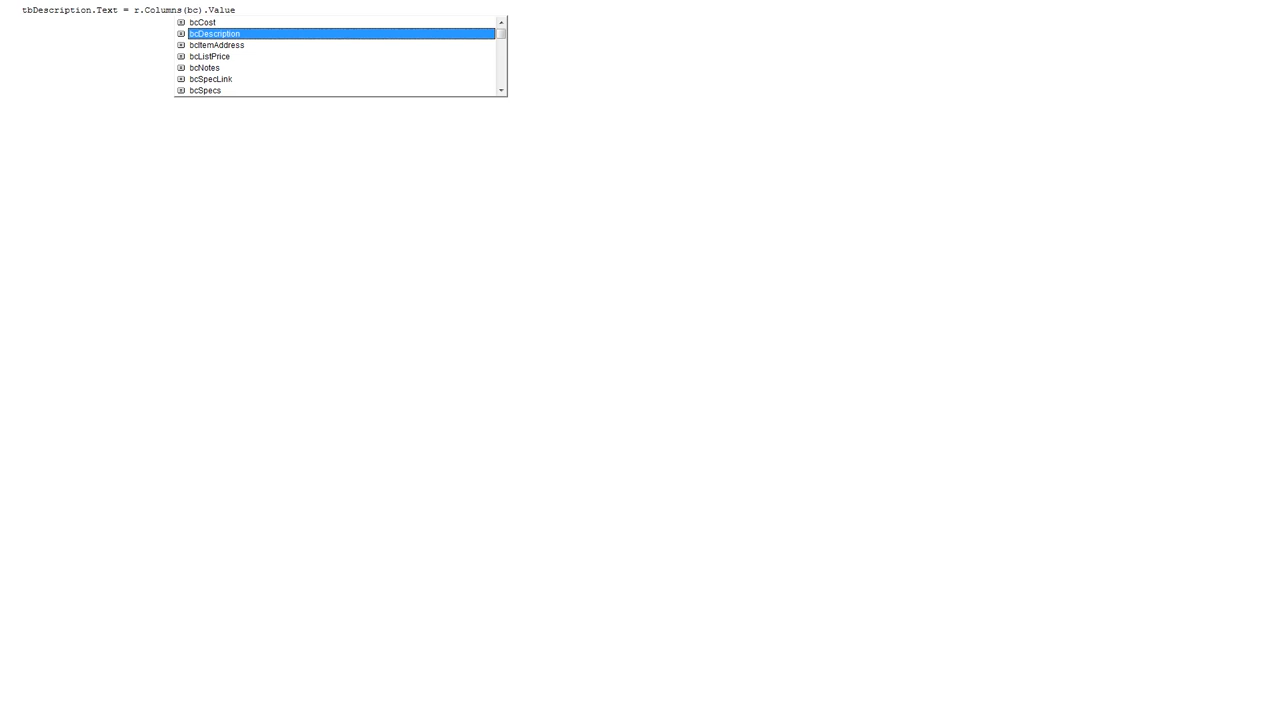 tbDescription.Text = r.Columns(bc).Value
bcCost
bcDescription
bcItemAddress
bcListPrice
bcNotes
bcSpecLink
bcSpecs